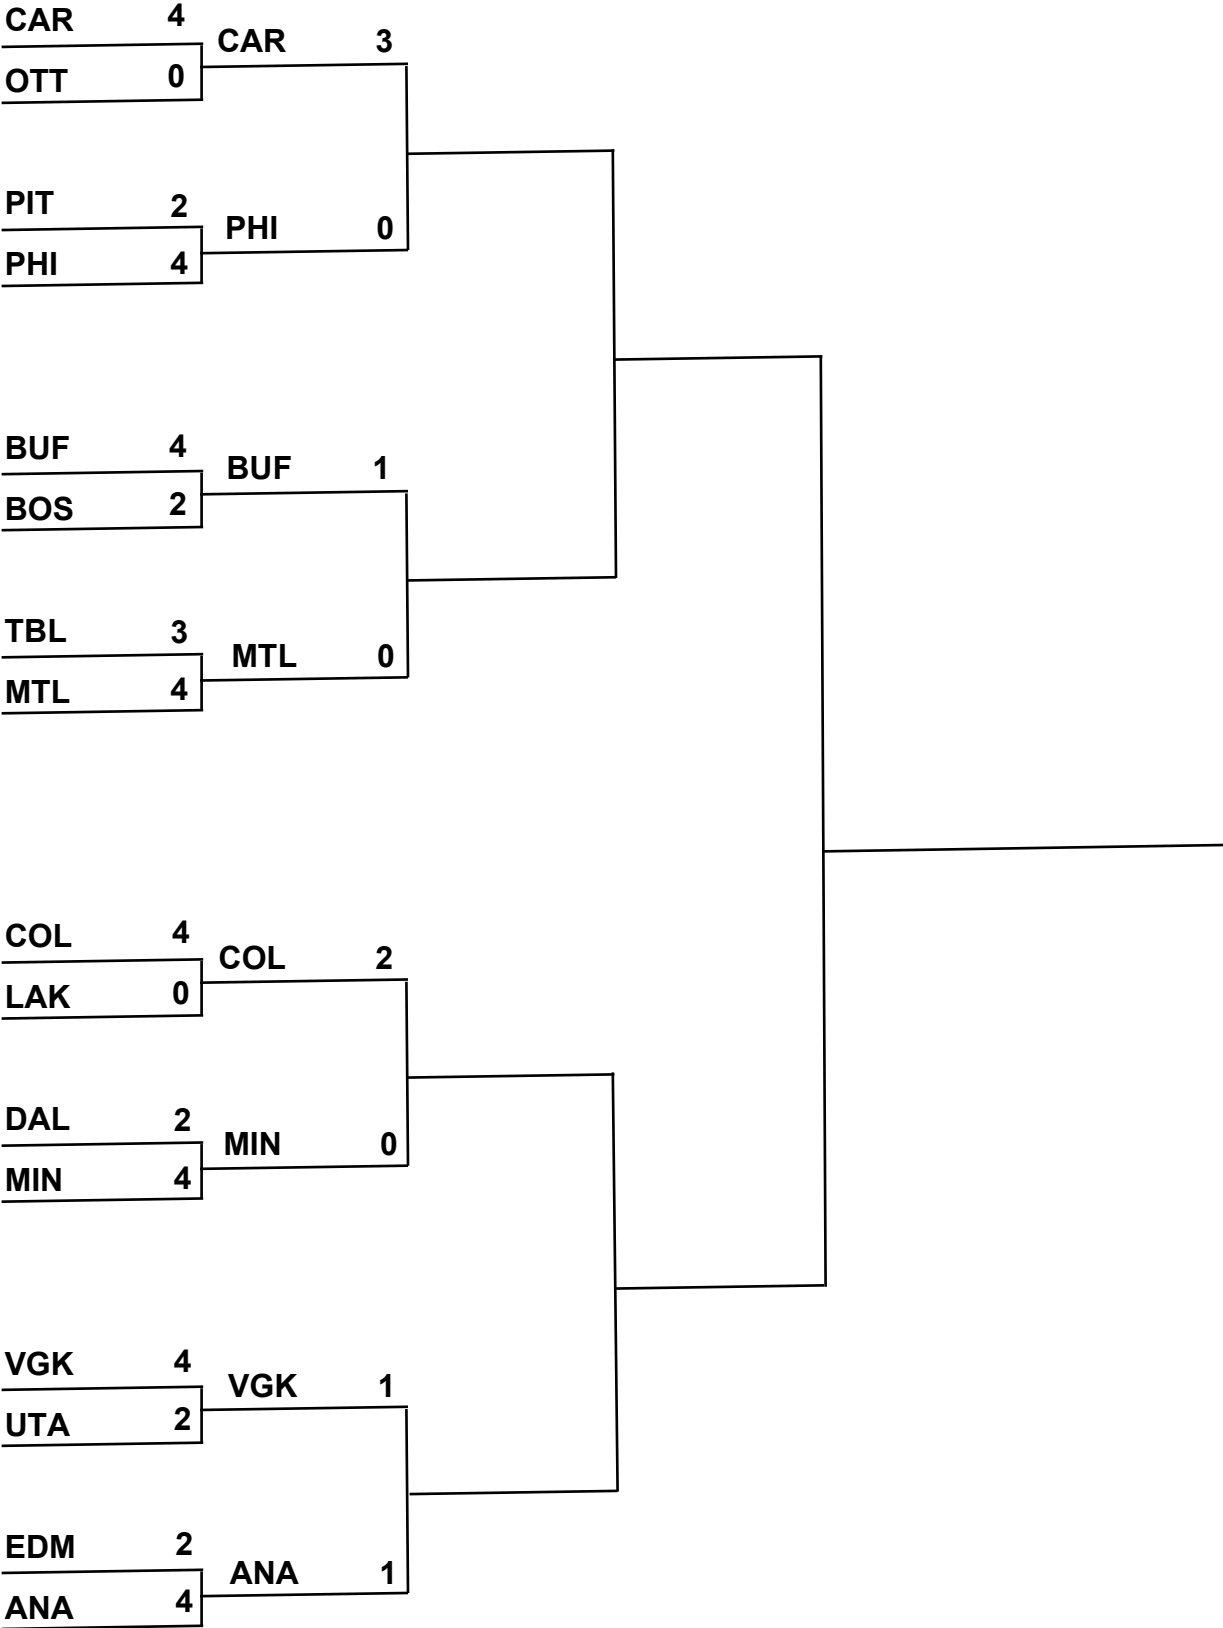 CAR 4
OTT 0
CAR 3
PIT 2
PHI 4
PHI 0
BUF 4
BOS 2
BUF 1
TBL 3
MTL 4
MTL 0
COL 4
LAK 0
COL 2
DAL 2
MIN 4
MIN 0
VGK 4
UTA 2
VGK 1
EDM 2
ANA 4
ANA 1